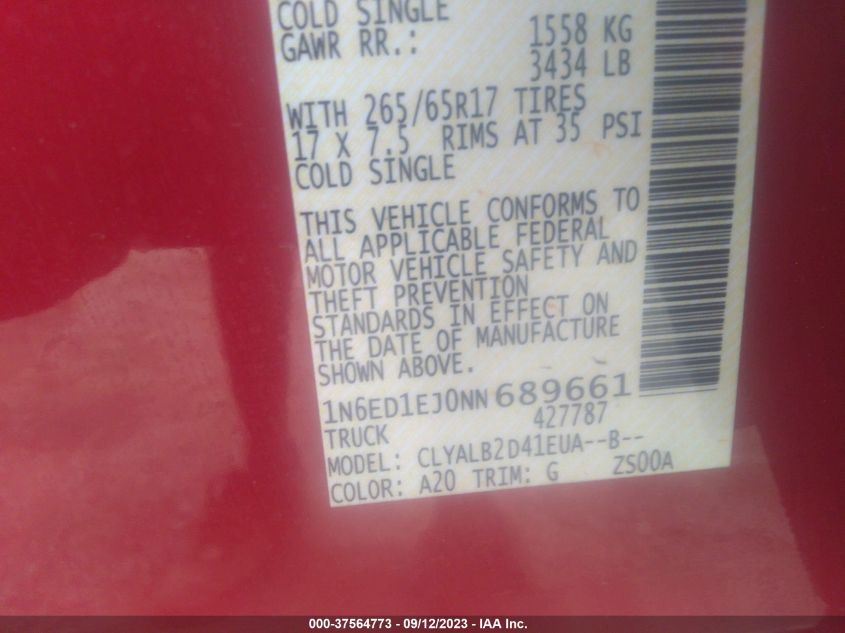 COLD SINGLE
GAWR RR.: 1558 KG
3434 LB
WITH 265/65R17 TIRES
17 X 7.5 RIMS AT 35 PSI
COLD SINGLE
THIS VEHICLE CONFORMS TO
ALL APPLICABLE FEDERAL
MOTOR VEHICLE SAFETY AND
THEFT PREVENTION
STANDARDS IN EFFECT ON
THE DATE OF MANUFACTURE
SHOWN ABOVE.
1N6ED1EJ0NN689661
TRUCK 427787
MODEL: CLYALB2D41EUA--B--
COLOR: A20 TRIM: G ZS00A
000-37564773 - 09/12/2023 - IAA Inc.